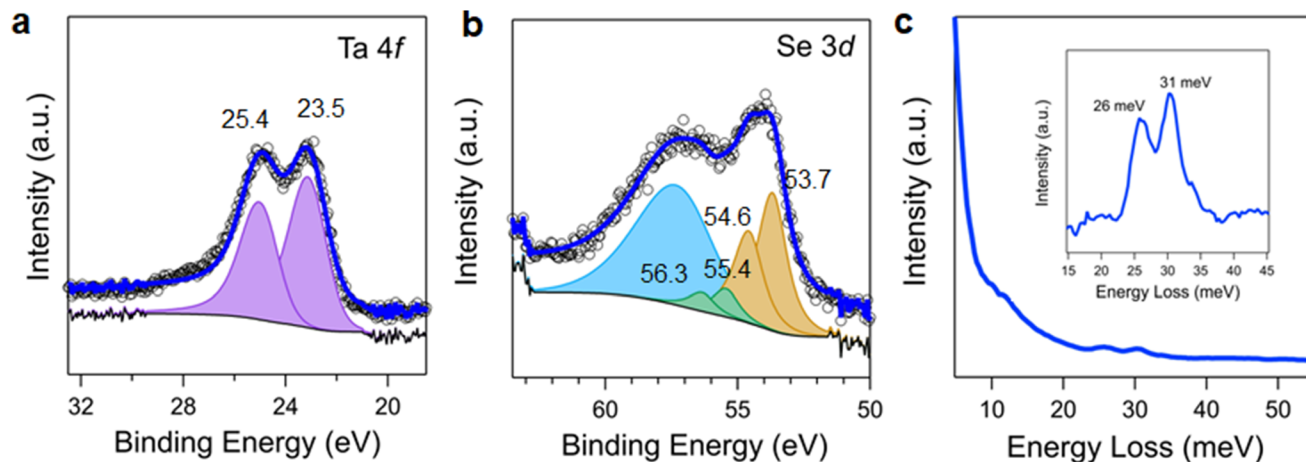 a
Ta 4f
25.4
23.5
Intensity (a.u.)
32 28 24 20
Binding Energy (eV)
b
Se 3d
53.7
54.6
56.3
55.4
Intensity (a.u.)
60 55 50
Binding Energy (eV)
c
31 meV
26 meV
Intensity (a.u.)
15 20 25 30 35 40 45
Energy Loss (meV)
Intensity (a.u.)
10 20 30 40 50
Energy Loss (meV)